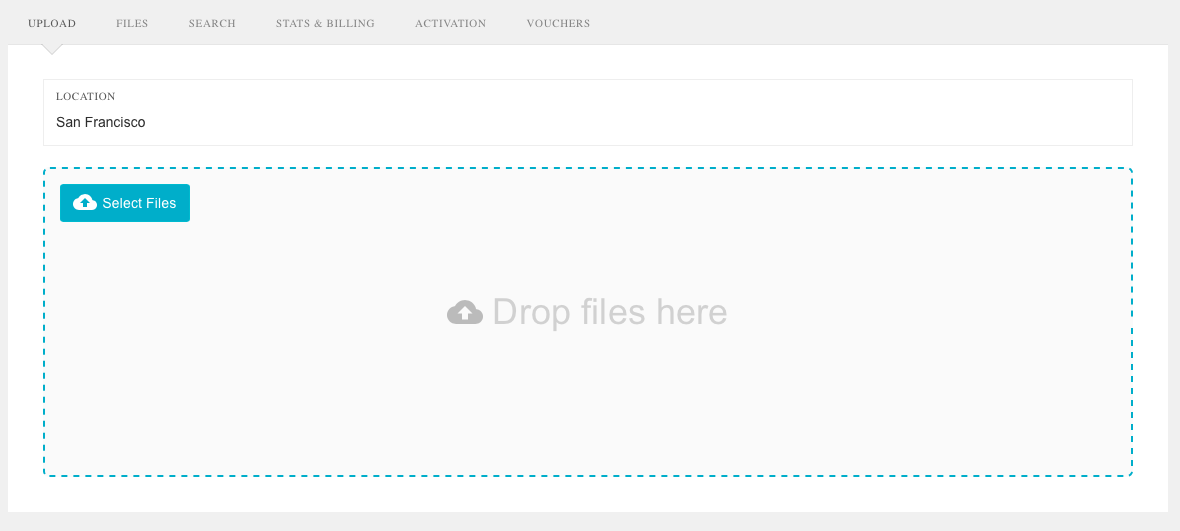 UPLOAD FILES SEARCH STATS & BILLING ACTIVATION VOUCHERS
LOCATION
San Francisco
Select Files
Drop files here